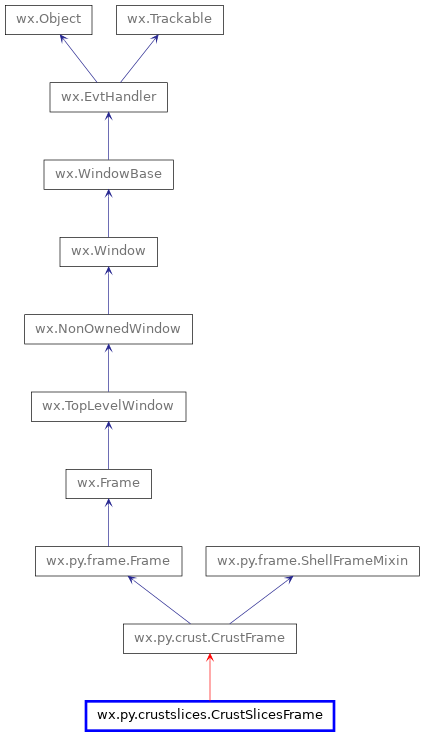 wx.Object
wx.Trackable
wx.EvtHandler
wx.WindowBase
wx.Window
wx.NonOwnedWindow
wx.TopLevelWindow
wx.Frame
wx.py.frame.Frame
wx.py.frame.ShellFrameMixin
wx.py.crust.CrustFrame
wx.py.crustslices.CrustSlicesFrame